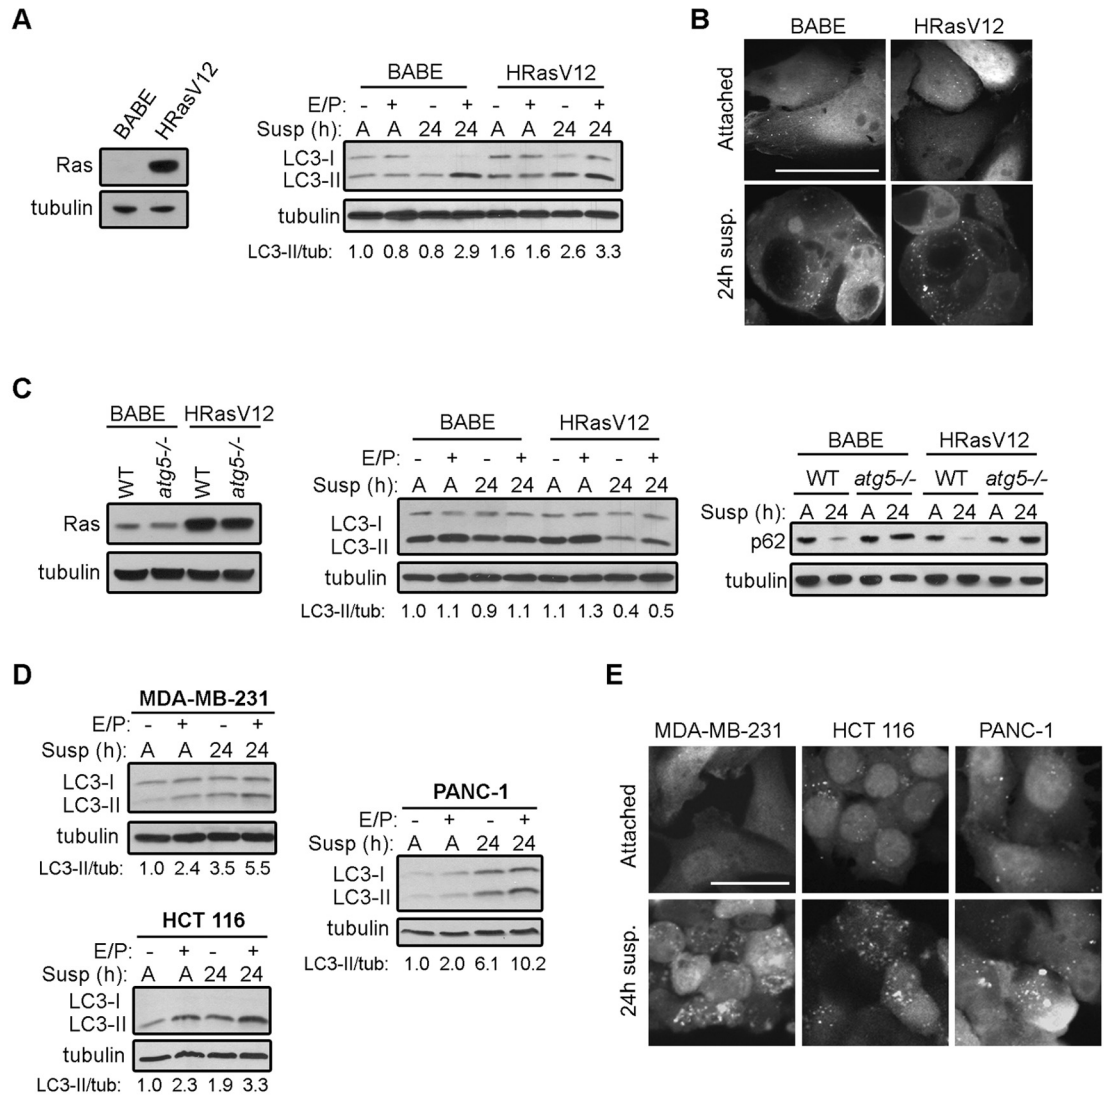 A
BABE
HRasV12
Ras
tubulin
BABE HRasV12
E/P: - + - + - + - +
Susp (h): A A 24 24 A A 24 24
LC3-I
LC3-II
tubulin
LC3-II/tub: 1.0 0.8 0.8 2.9 1.6 1.6 2.6 3.3
B
BABE HRasV12
Attached
24h susp.
C
BABE HRasV12
WT atg5-/- WT atg5-/-
Ras
tubulin
BABE HRasV12
E/P: - + - + - + - +
Susp (h): A A 24 24 A A 24 24
LC3-I
LC3-II
tubulin
LC3-II/tub: 1.0 1.1 0.9 1.1 1.1 1.3 0.4 0.5
BABE HRasV12
WT atg5-/- WT atg5-/-
Susp (h): A 24 A 24 A 24 A 24
p62
tubulin
D
MDA-MB-231
E/P: - + - +
Susp (h): A A 24 24
LC3-I
LC3-II
tubulin
LC3-II/tub: 1.0 2.4 3.5 5.5
HCT 116
E/P: - + - +
Susp (h): A A 24 24
LC3-I
LC3-II
tubulin
LC3-II/tub: 1.0 2.3 1.9 3.3
PANC-1
E/P: - + - +
Susp (h): A A 24 24
LC3-I
LC3-II
tubulin
LC3-II/tub: 1.0 2.0 6.1 10.2
E
MDA-MB-231 HCT 116 PANC-1
Attached
24h susp.